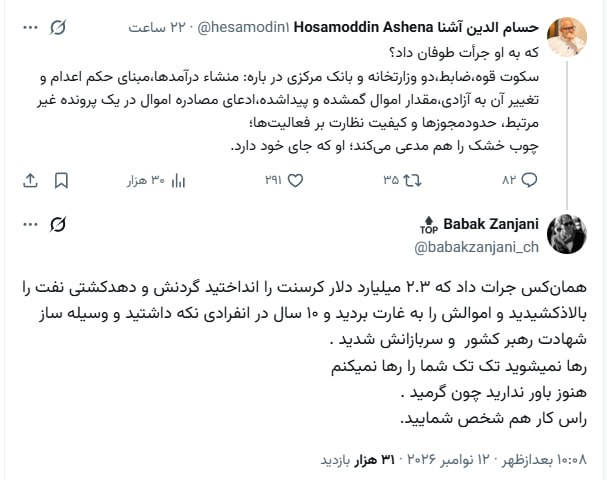 حسام الدین آشنا Hosamoddin Ashena @hesamodin1 · ۲۲ ساعت
که به او جرأت طوفان داد؟
سکوت قوه،ضابط،دو وزارتخانه و بانک مرکزی در باره: منشاء درآمدها،مبنای حکم اعدام و
تغییر آن به آزادی،مقدار اموال گمشده و پیداشده،ادعای مصادره اموال در یک پرونده غیر
مرتبط، حدودمجوزها و کیفیت نظارت بر فعالیت‌ها؛
چوب خشک را هم مدعی می‌کند؛ او که جای خود دارد.
۸۲ ۳۵ ۲۹۱ ۳۰ هزار
Babak Zanjani TOP
@babakzanjani_ch
همان‌کس جرات داد که ۲.۳ میلیارد دلار کرسنت را انداختید گردنش و دهدکشتی نفت را
بالاذکشیدید و اموالش را به غارت بردید و ۱۰ سال در انفرادی نکه داشتید و وسیله ساز
شهادت رهبر کشور و سربازانش شدید .
رها نمیشوید تک تک شما را رها نمیکنم
هنوز باور ندارید چون گرمید .
راس کار هم شخص شمایید.
۱۰:۰۸ بعدازظهر · ۱۲ نوامبر ۲۰۲۶ · ۳۱ هزار بازدید